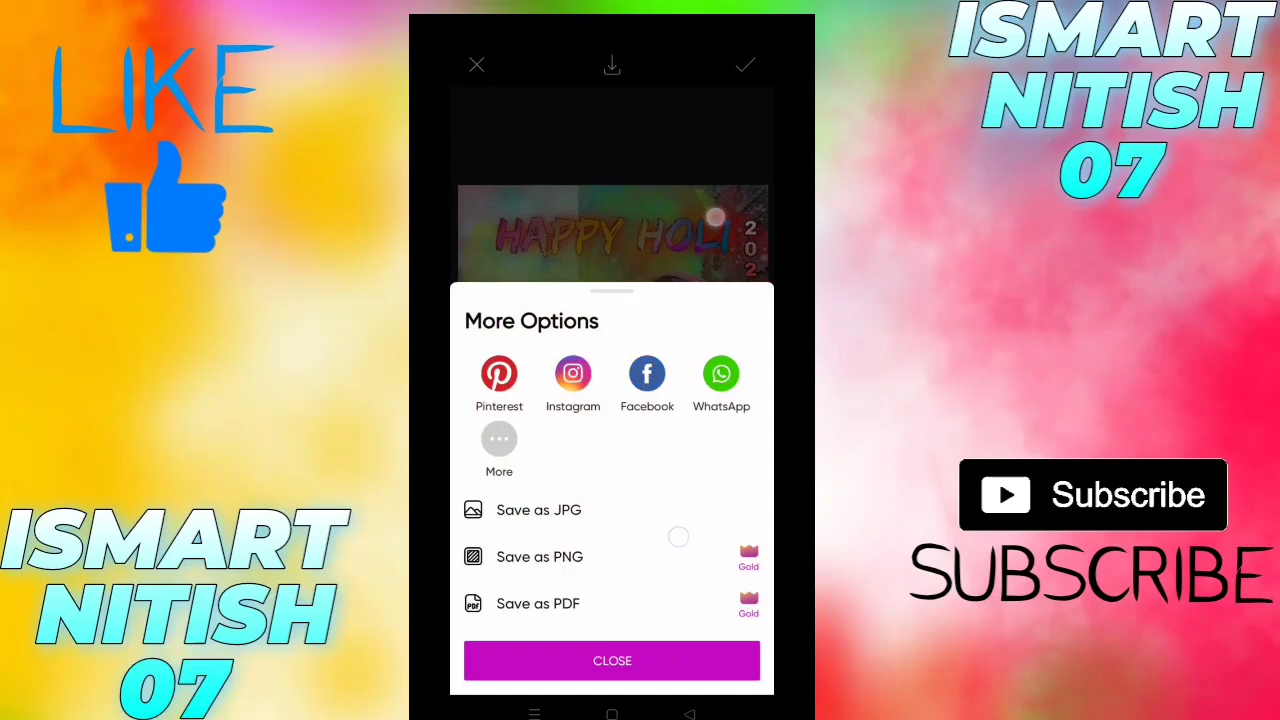 LIKE
ISMART
NITISH
07
HAPPY HOLI
202
More Options
Pinterest
Instagram
Facebook
WhatsApp
More
Save as JPG
Save as PNG
Gold
PDF
Save as PDF
Gold
CLOSE
ISMART
NITISH
07
Subscribe
SUBSCRIBE